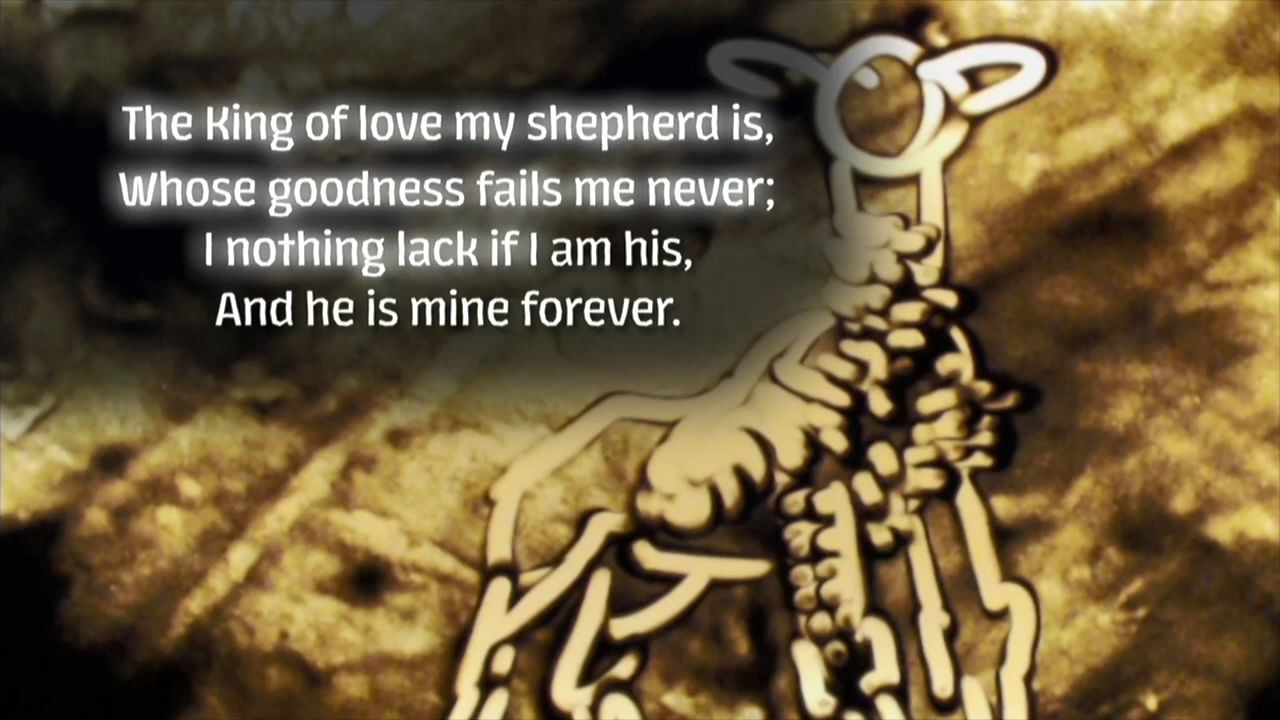 The King of love my shepherd is,
Whose goodness fails me never;
I nothing lack if I am his,
And he is mine forever.